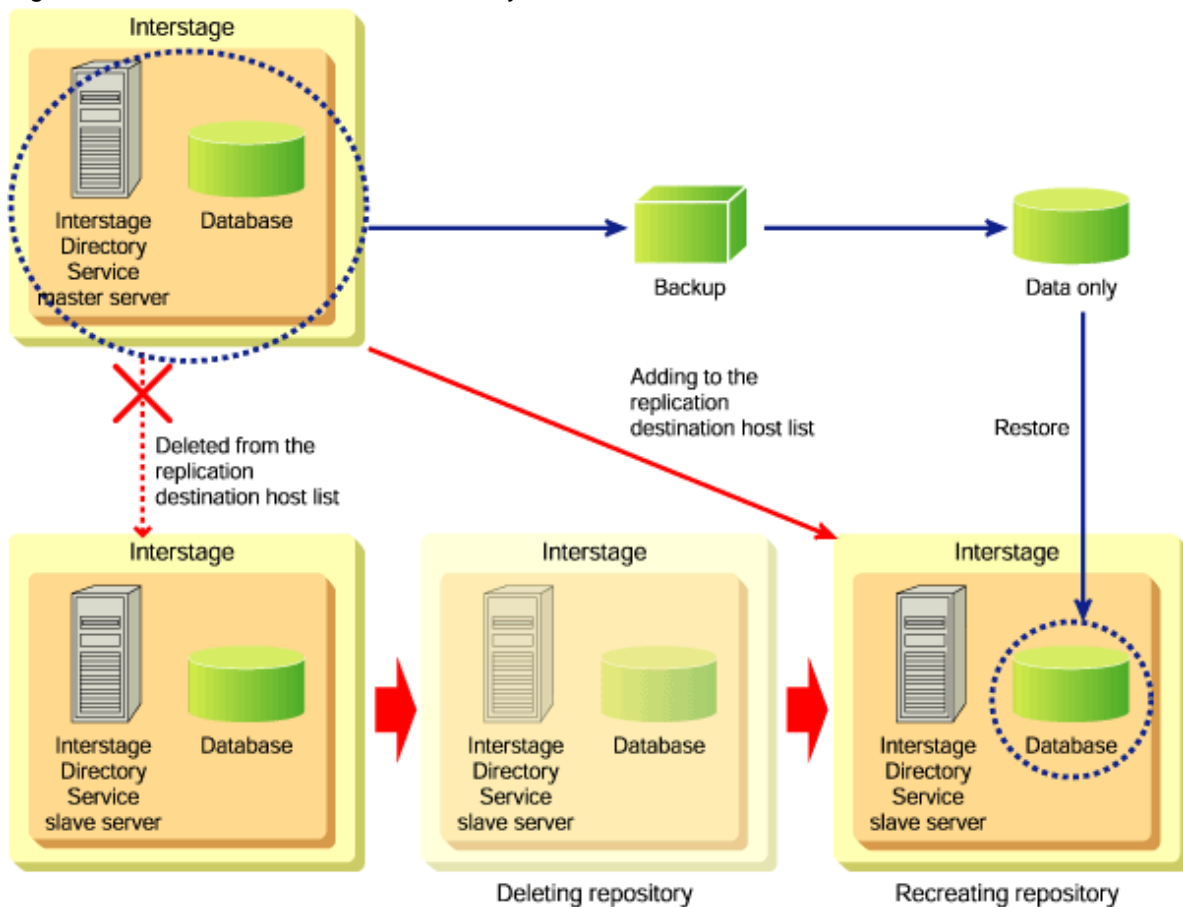 Interstage
Interstage
Directory
Service
master server
Database
Backup
Data only
Deleted from the
replication
destination host list
Adding to the
replication
destination host list
Restore
Interstage
Interstage
Directory
Service
slave server
Database
Interstage
Interstage
Directory
Service
slave server
Database
Deleting repository
Interstage
Interstage
Directory
Service
slave server
Database
Recreating repository